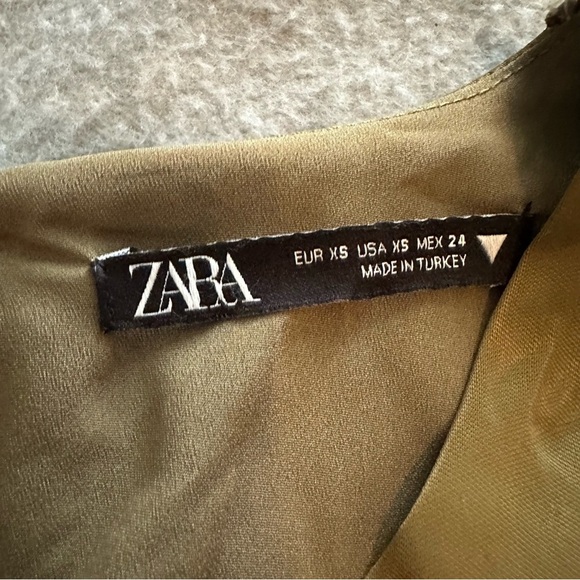 ZARA
EUR XS USA XS MEX 24
MADE IN TURKEY